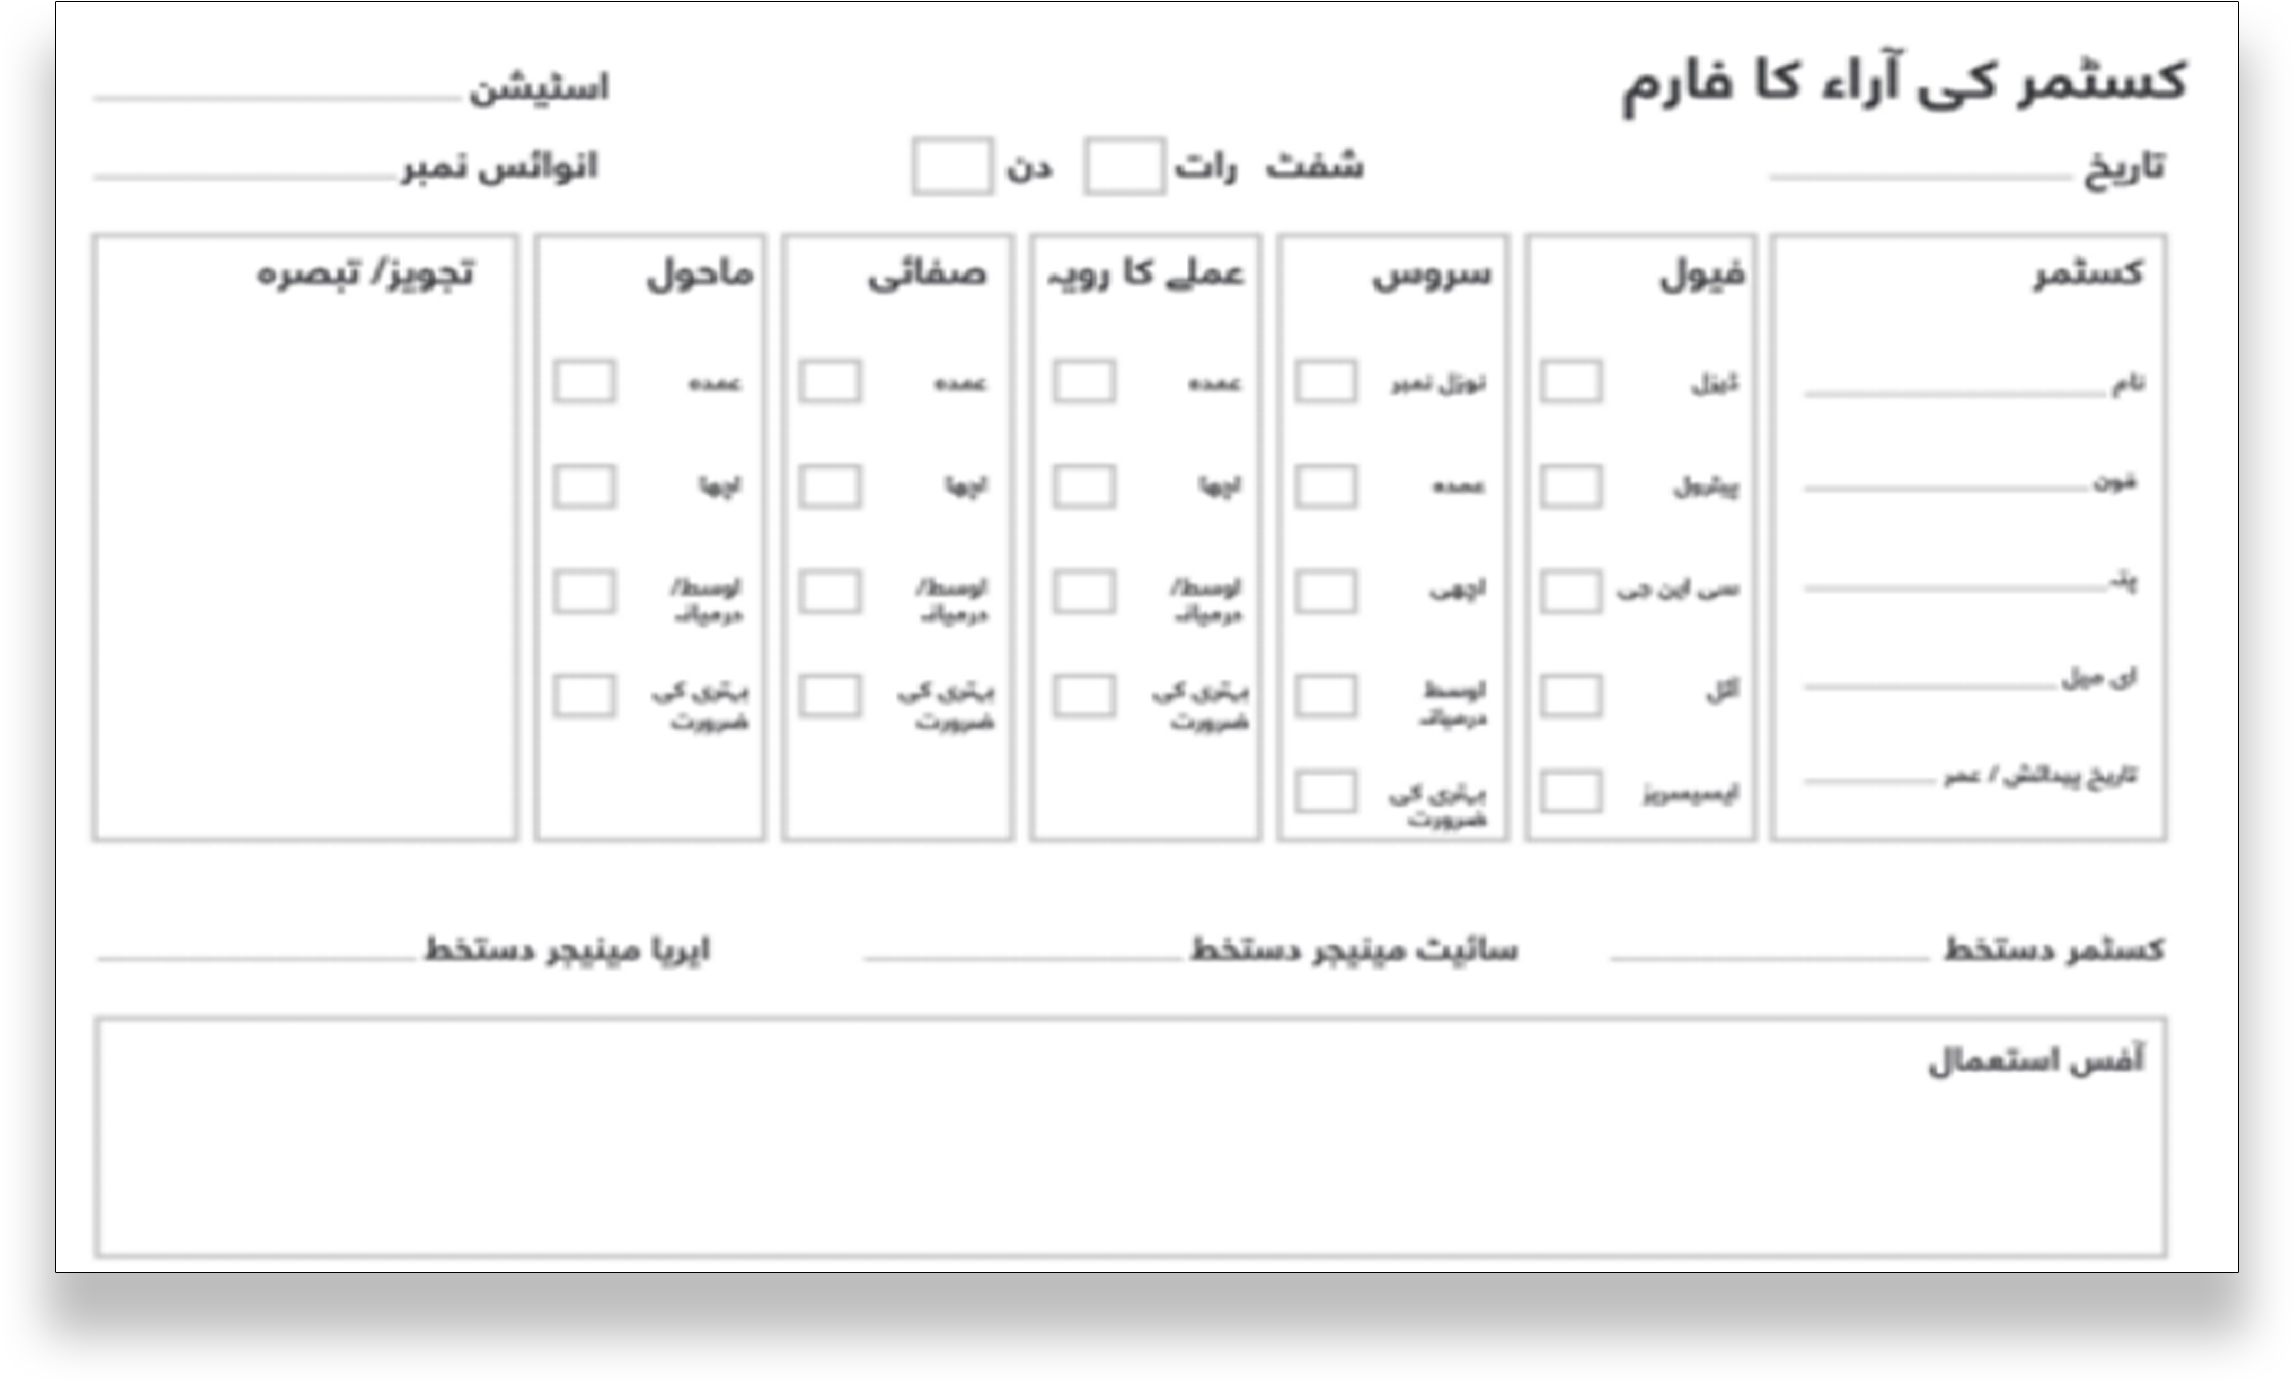 کسٹمر کی آراء کا فارم
اسٹیشن
تاریخ
شفٹ رات دن
انوائس نمبر
کسٹمر
نام
فون
پتہ
ای میل
تاریخ پیدائش / عمر
فیول
ڈیزل
پیٹرول
سی این جی
آئل
ایسیسریز
سروس
نوزل نمبر
عمدہ
اچھی
اوسط
درمیانہ
بہتری کی
ضرورت
عملے کا رویہ
عمدہ
اچھا
اوسط/
درمیانہ
بہتری کی
ضرورت
صفائی
عمدہ
اچھا
اوسط/
درمیانہ
بہتری کی
ضرورت
ماحول
عمدہ
اچھا
اوسط/
درمیانہ
بہتری کی
ضرورت
تجویز/ تبصرہ
کسٹمر دستخط
سائیٹ مینیجر دستخط
ایریا مینیجر دستخط
آفس استعمال